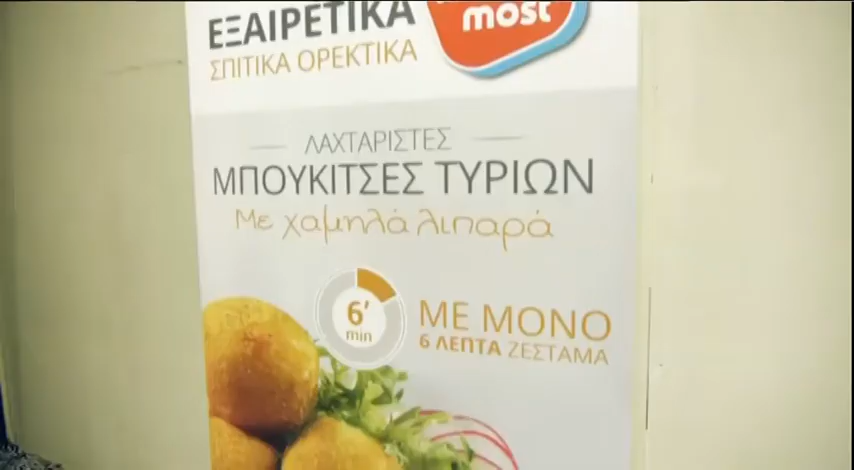 ΕΞΑΙΡΕΤΙΚΑ
ΣΠΙΤΙΚΑ ΟΡΕΚΤΙΚΑ
most
ΛΑΧΤΑΡΙΣΤΕΣ
ΜΠΟΥΚΙΤΣΕΣ ΤΥΡΙΩΝ
Με χαμηλά λιπαρά
6'
min
ΜΕ ΜΟΝΟ
6 ΛΕΠΤΑ ΖΕΣΤΑΜΑ